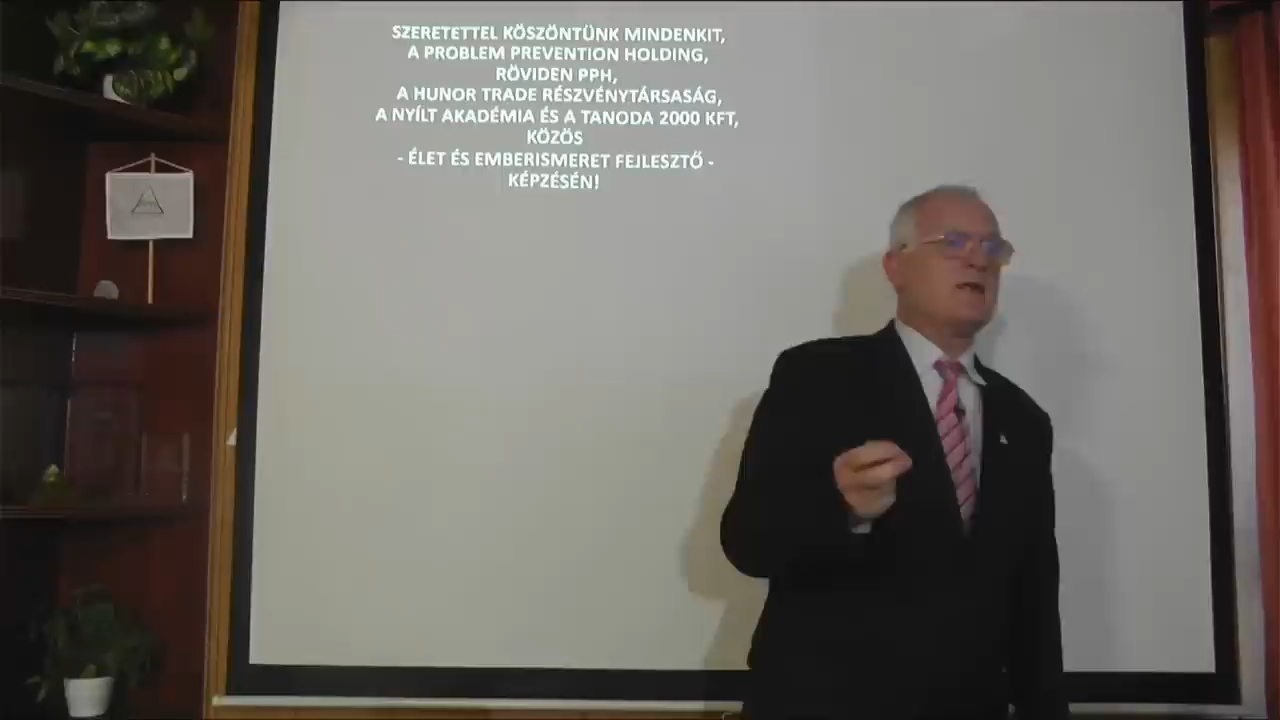 SZERETETTEL KÖSZÖNTÜNK MINDENKIT,
A PROBLEM PREVENTION HOLDING,
RÖVIDEN PPH,
A HUNOR TRADE RÉSZVÉNYTÁRSASÁG,
A NYÍLT AKADÉMIA ÉS A TANODA 2000 KFT,
KÖZÖS
- ÉLET ÉS EMBERISMERET FEJLESZTŐ -
KÉPZÉSÉN!